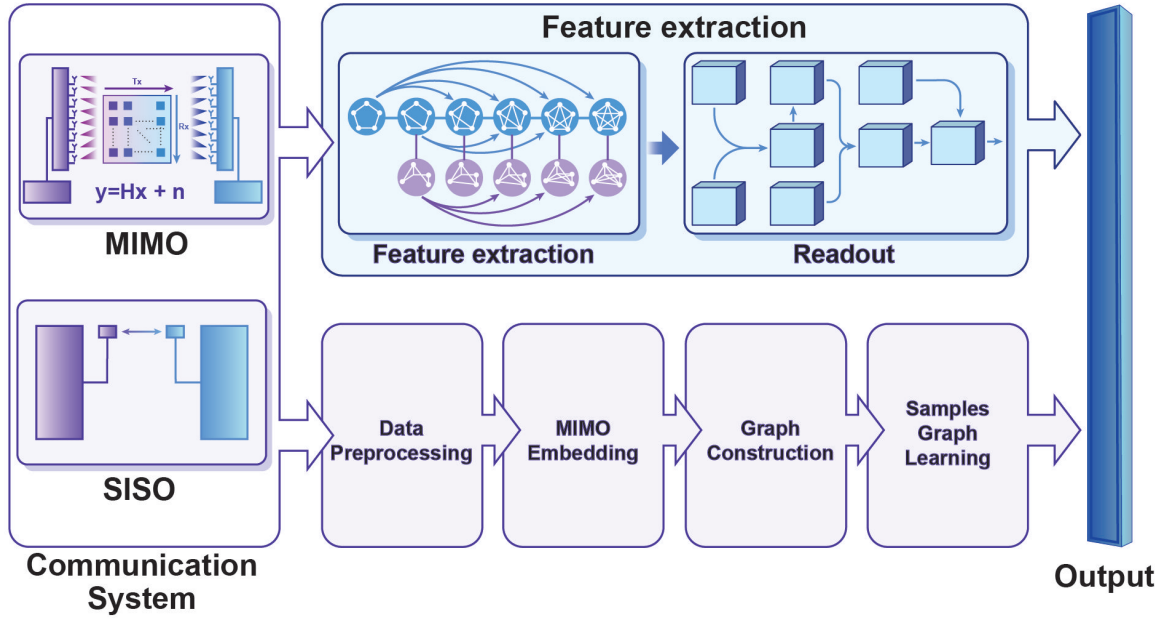 Feature extraction
Tx
Rx
y=Hx + n
MIMO
Feature extraction
Readout
SISO
Data
Preprocessing
MIMO
Embedding
Graph
Construction
Samples
Graph
Learning
Communication
System
Output